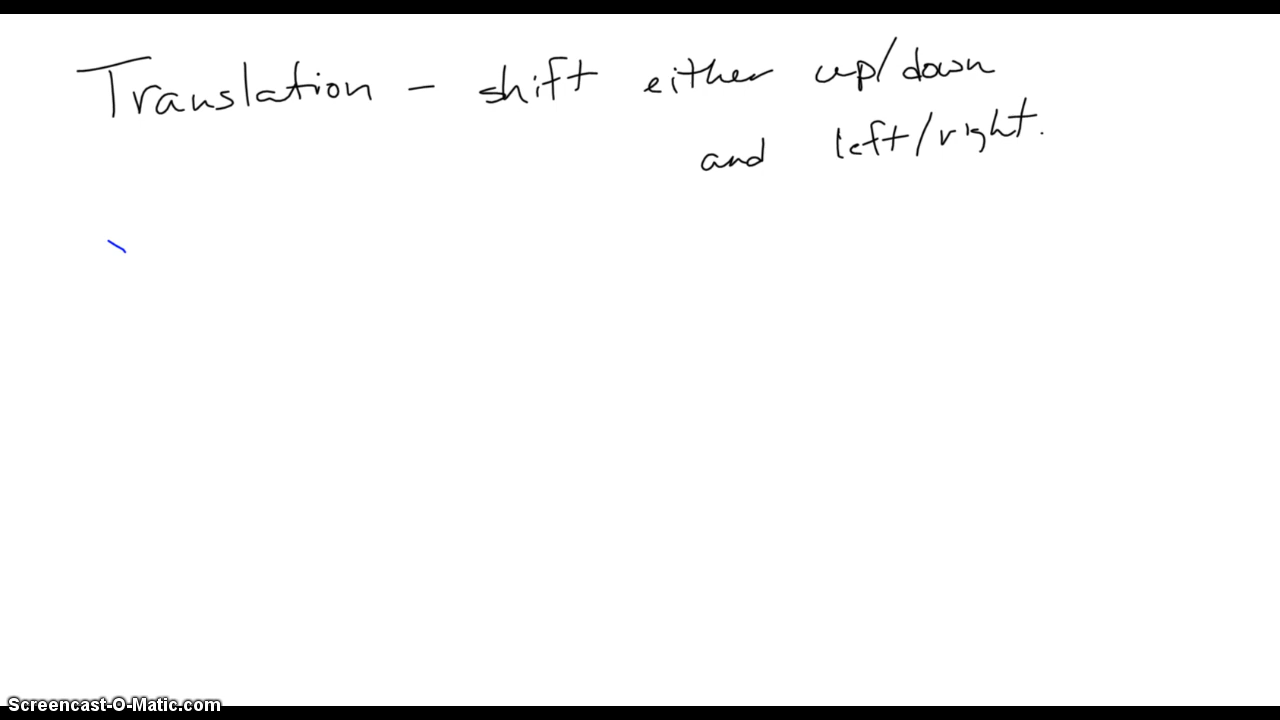 Translation - shift either up/down
and left/right.
Screencast-O-Matic.com